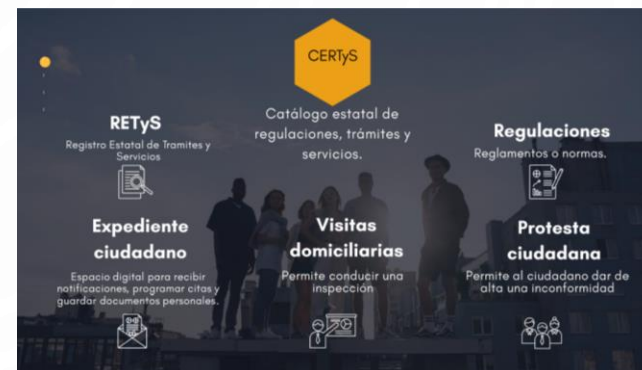 CERTyS
Catálogo estatal de
regulaciones, trámites y
servicios.
RETyS
Registro Estatal de Tramites y
Servicios
Regulaciones
Reglamentos o normas.
Expediente
ciudadano
Espacio digital para recibir
notificaciones, programar citas y
guardar documentos personales.
Visitas
domiciliarias
Permite conducir una
inspección
Protesta
ciudadana
Permite al ciudadano dar de
alta una inconformidad